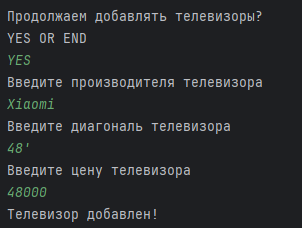 Продолжаем добавлять телевизоры?
YES OR END
YES
Введите производителя телевизора
Xiaomi
Введите диагональ телевизора
48'
Введите цену телевизора
48000
Телевизор добавлен!